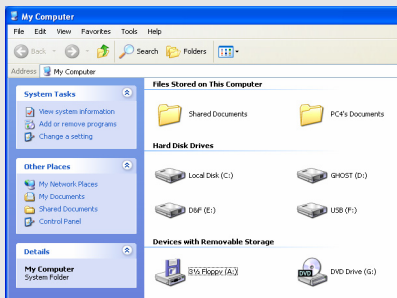 My Computer
File Edit View Favorites Tools Help
Back Search Folders
Address My Computer
System Tasks
View system information
Add or remove programs
Change a setting
Other Places
My Network Places
My Documents
Shared Documents
Control Panel
Details
My Computer
System Folder
Files Stored on This Computer
Shared Documents PC4's Documents
Hard Disk Drives
Local Disk (C:) GHOST (D:)
D&F (E:) USB (F:)
Devices with Removable Storage
3½ Floppy (A:) DVD Drive (G:)
DVD